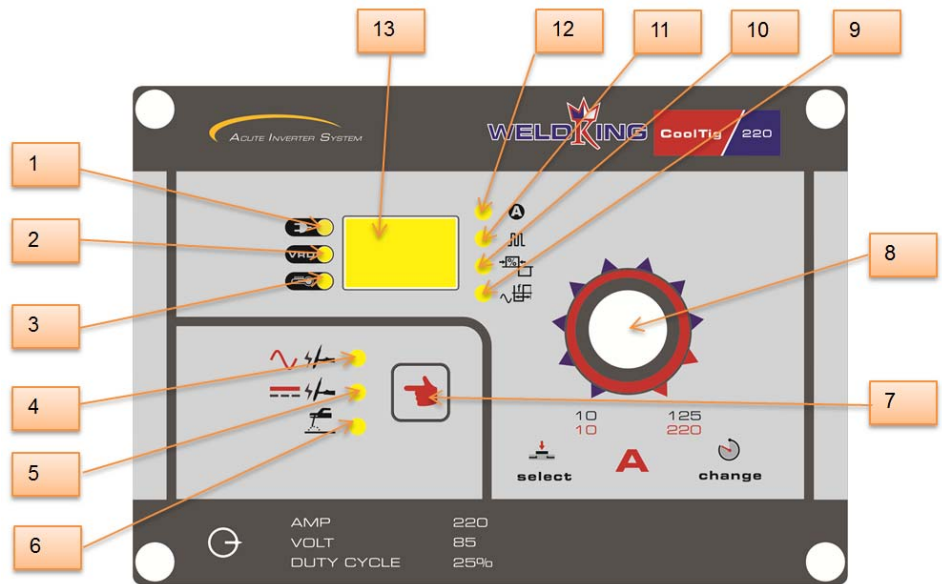 13
12
11
10
9
ACUTE INVERTER SYSTEM
WELDKING
CoolTig 220
1
2
VRD
3
8
4
5
6
7
10 125
10 220
A
select
change
AMP 220
VOLT 85
DUTY CYCLE 25%
A
%
f